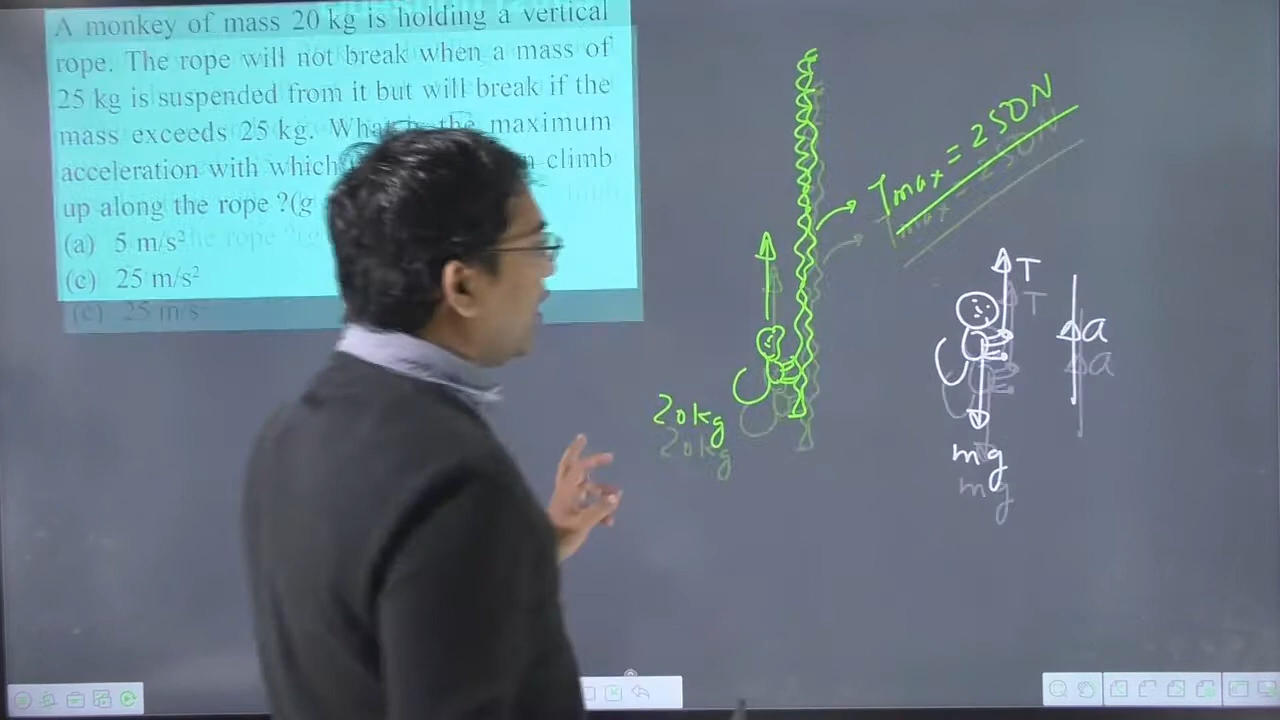 A monkey of mass 20 kg is holding a vertical
rope. The rope will not break when a mass of
25 kg is suspended from it but will break if the
mass exceeds 25 kg. What is the maximum
acceleration with which climb
up along the rope ?(g
(a) 5 m/s²
(c) 25 m/s²
Tmax = 250N
T
a
20kg
mg